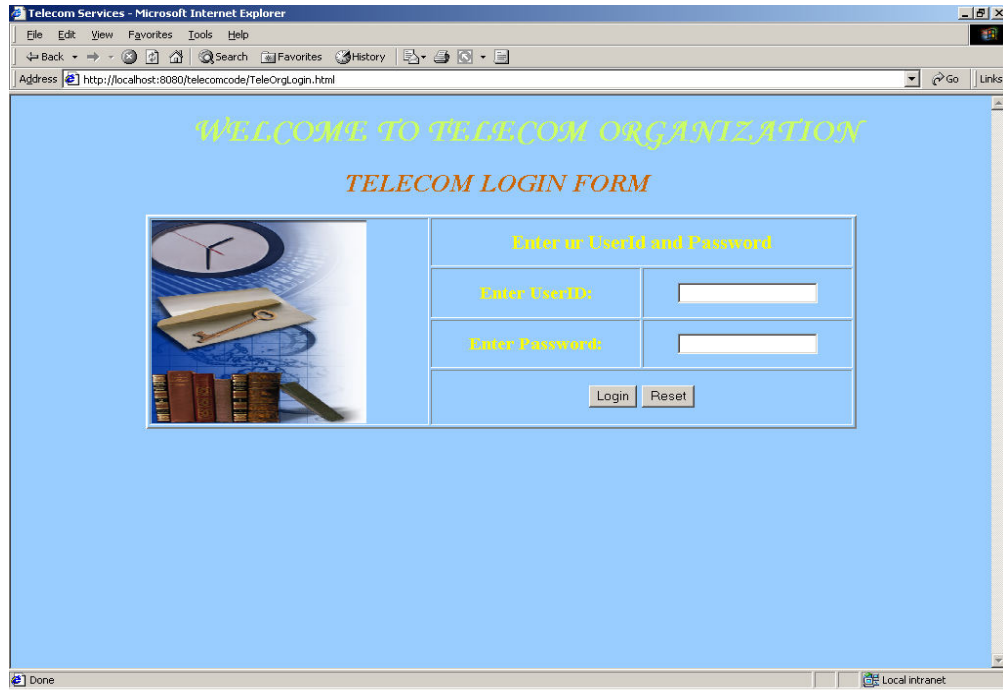 Telecom Services - Microsoft Internet Explorer
File Edit View Favorites Tools Help
Back Search Favorites History
Address http://localhost:8080/telecomcode/TeleOrgLogin.html Go Links
WELCOME TO TELECOM ORGANIZATION
TELECOM LOGIN FORM
Enter ur UserId and Password
Enter UserID:
Enter Password:
Login Reset
Done Local intranet